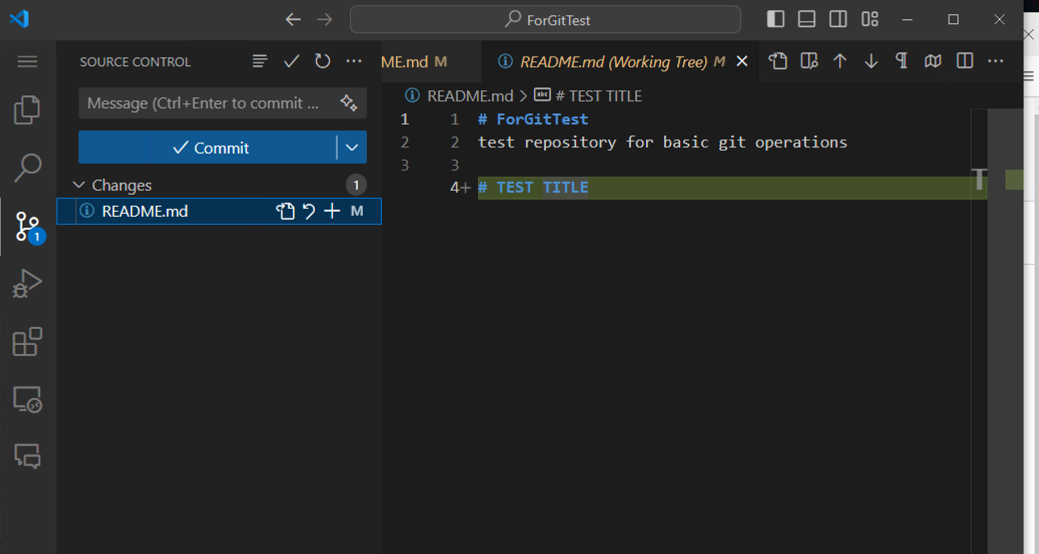 ForGitTest
SOURCE CONTROL
ME.md M
README.md (Working Tree) M
Message (Ctrl+Enter to commit ...
README.md > # TEST TITLE
Commit
Changes
1
README.md
M
1
1 1 # ForGitTest
2 2 test repository for basic git operations
3 3
4+ # TEST TITLE